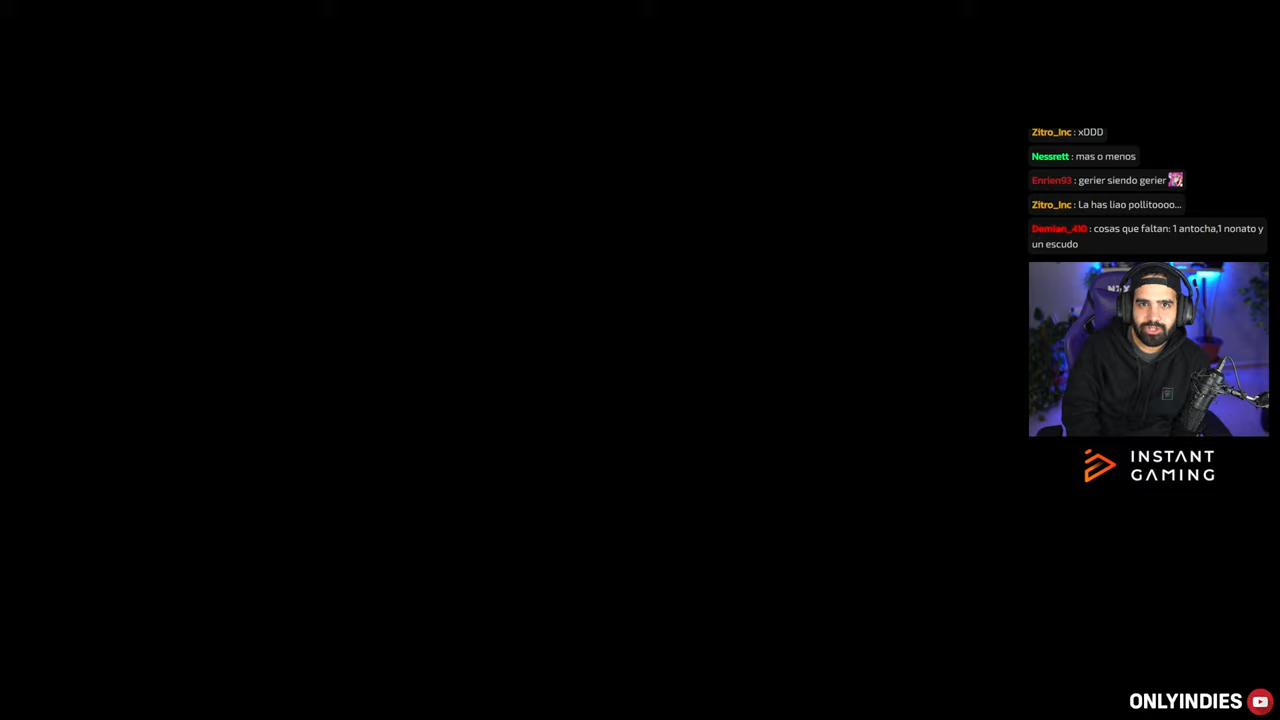 Zitro_Inc : xDDD
Nessrett : mas o menos
Enrien93 : gerier siendo gerier
Zitro_Inc : La has liao pollitoooo...
Demian_410 : cosas que faltan: 1 antocha,1 nonato y
un escudo
INSTANT
GAMING
ONLYINDIES